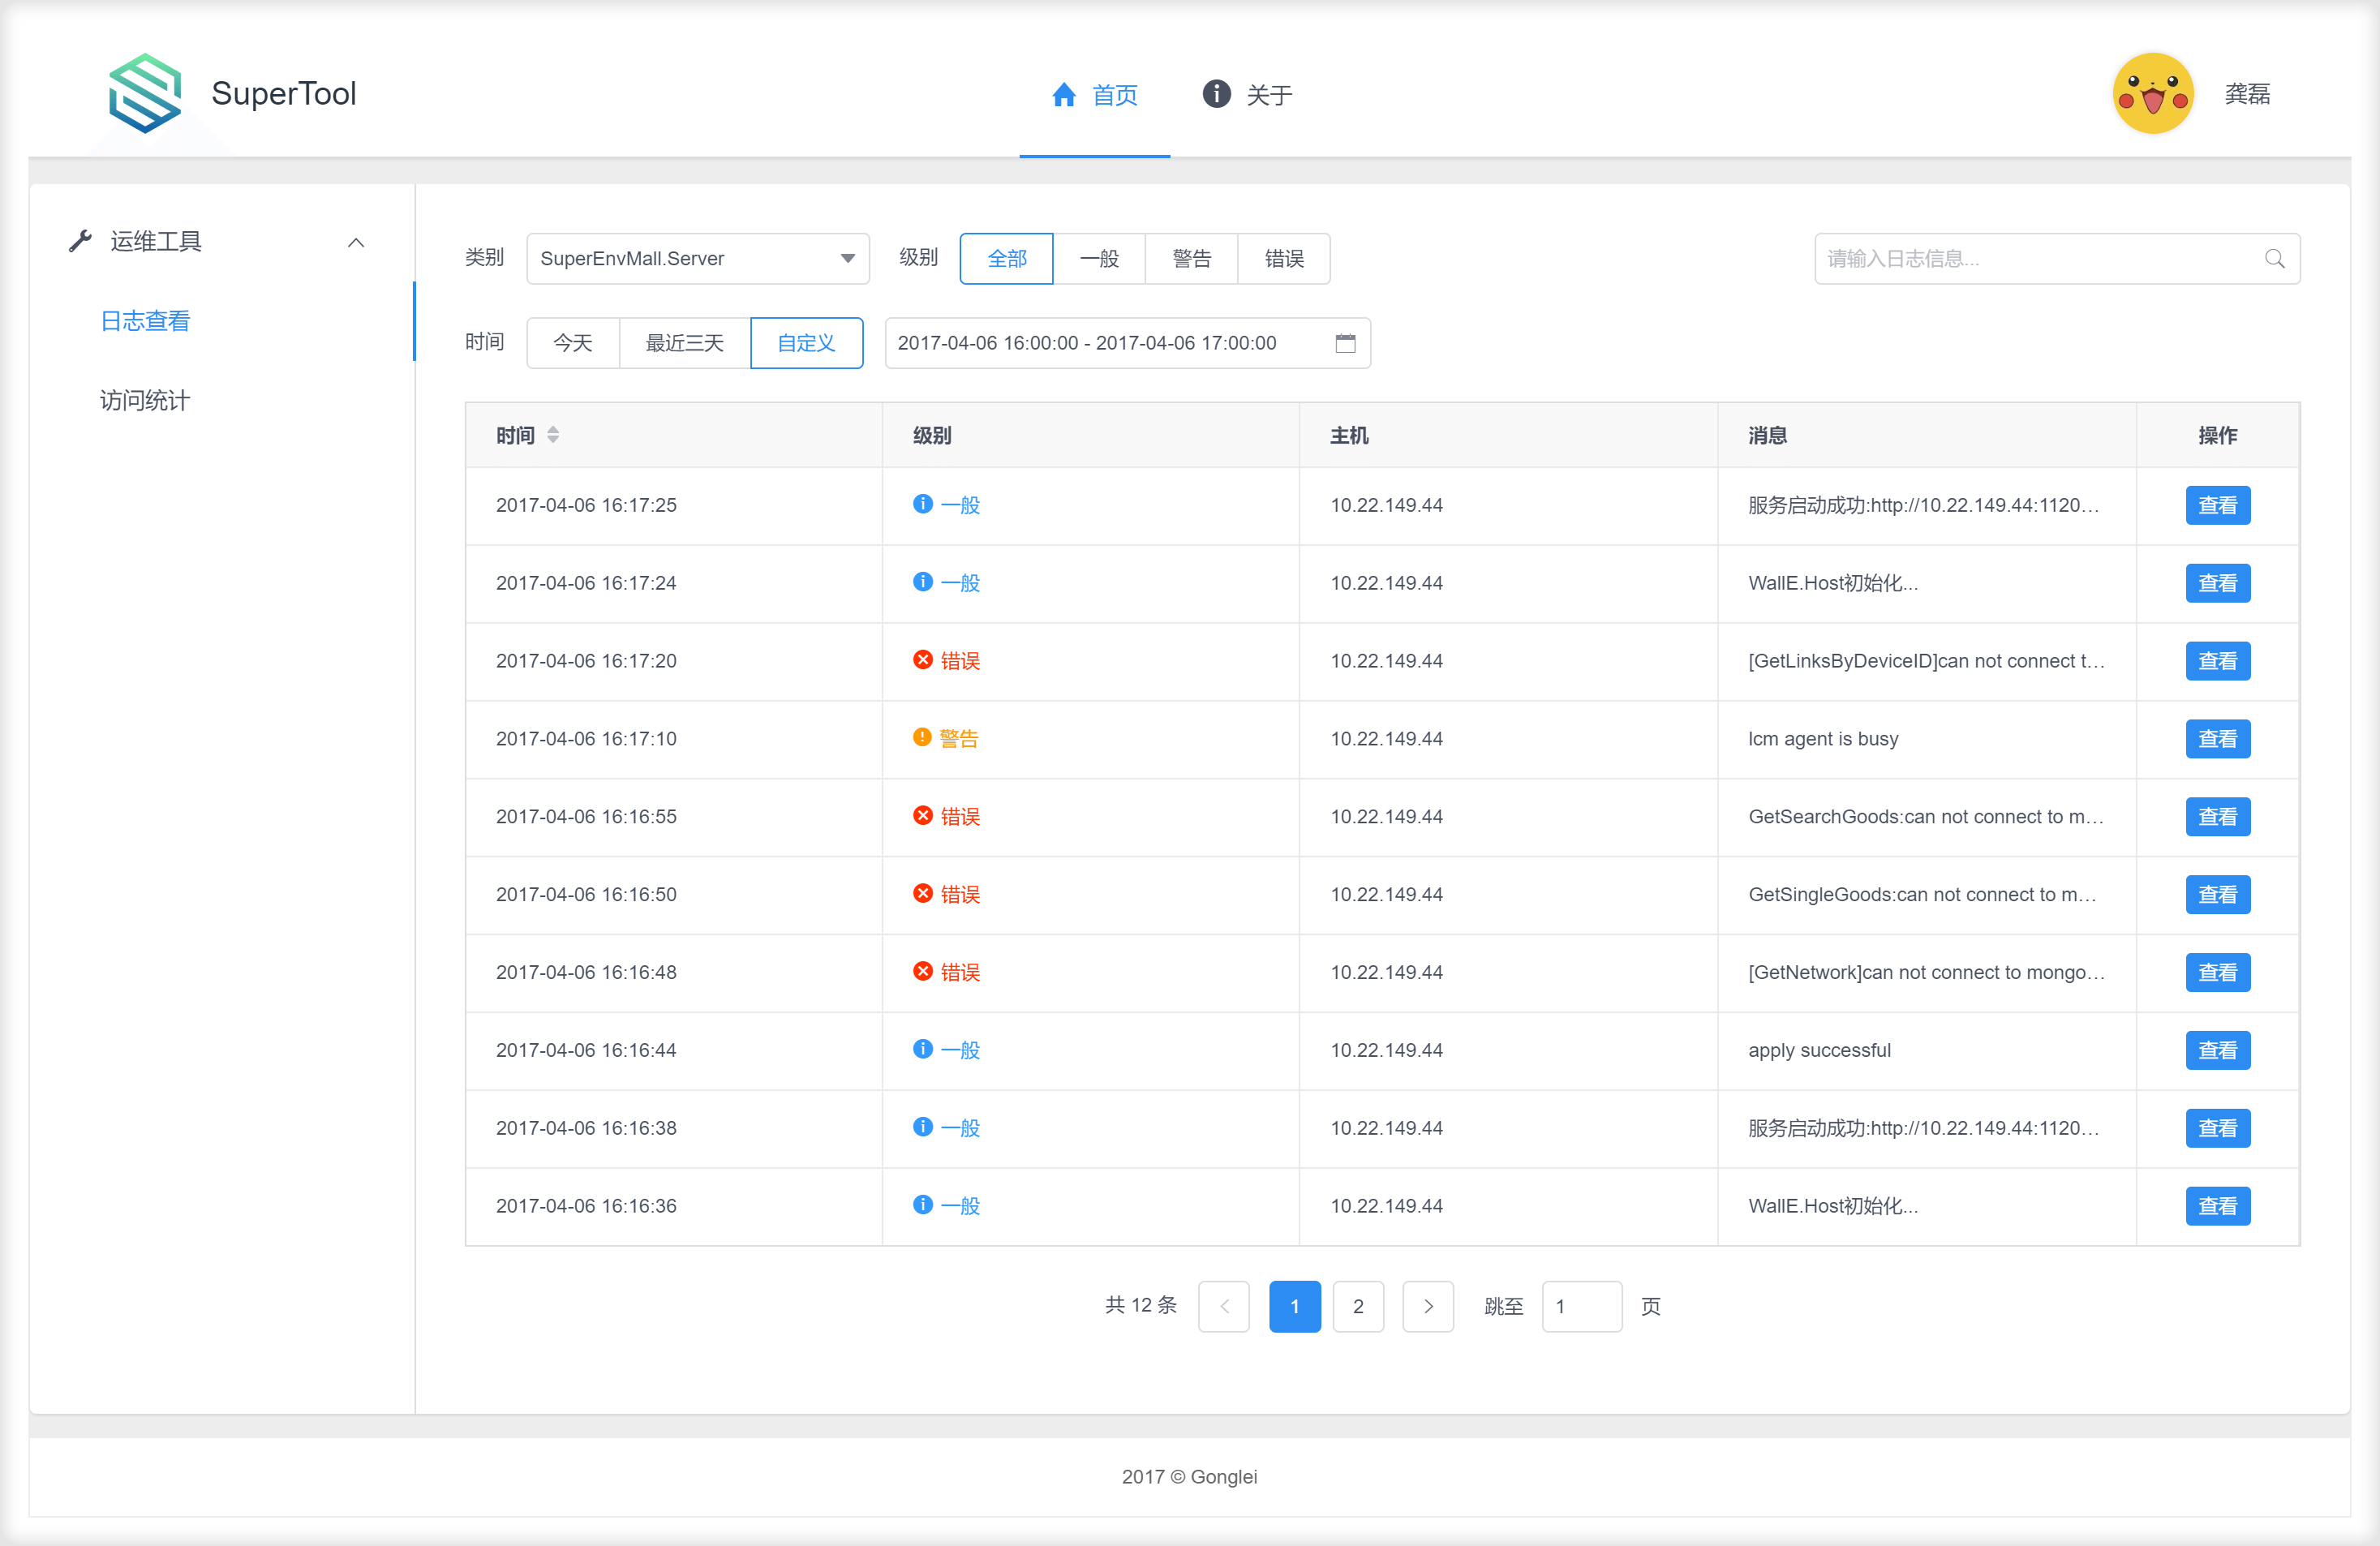 SuperTool 首页 关于 龚磊
运维工具
日志查看
访问统计
类别 SuperEnvMall.Server 级别 全部 一般 警告 错误 请输入日志信息...
时间 今天 最近三天 自定义 2017-04-06 16:00:00 - 2017-04-06 17:00:00
时间 级别 主机 消息 操作
2017-04-06 16:17:25 一般 10.22.149.44 服务启动成功:http://10.22.149.44:1120... 查看
2017-04-06 16:17:24 一般 10.22.149.44 WallE.Host初始化... 查看
2017-04-06 16:17:20 错误 10.22.149.44 [GetLinksByDeviceID]can not connect t... 查看
2017-04-06 16:17:10 警告 10.22.149.44 lcm agent is busy 查看
2017-04-06 16:16:55 错误 10.22.149.44 GetSearchGoods:can not connect to m... 查看
2017-04-06 16:16:50 错误 10.22.149.44 GetSingleGoods:can not connect to m... 查看
2017-04-06 16:16:48 错误 10.22.149.44 [GetNetwork]can not connect to mongo... 查看
2017-04-06 16:16:44 一般 10.22.149.44 apply successful 查看
2017-04-06 16:16:38 一般 10.22.149.44 服务启动成功:http://10.22.149.44:1120... 查看
2017-04-06 16:16:36 一般 10.22.149.44 WallE.Host初始化... 查看
共 12 条 1 2 跳至 1 页
2017 © Gonglei